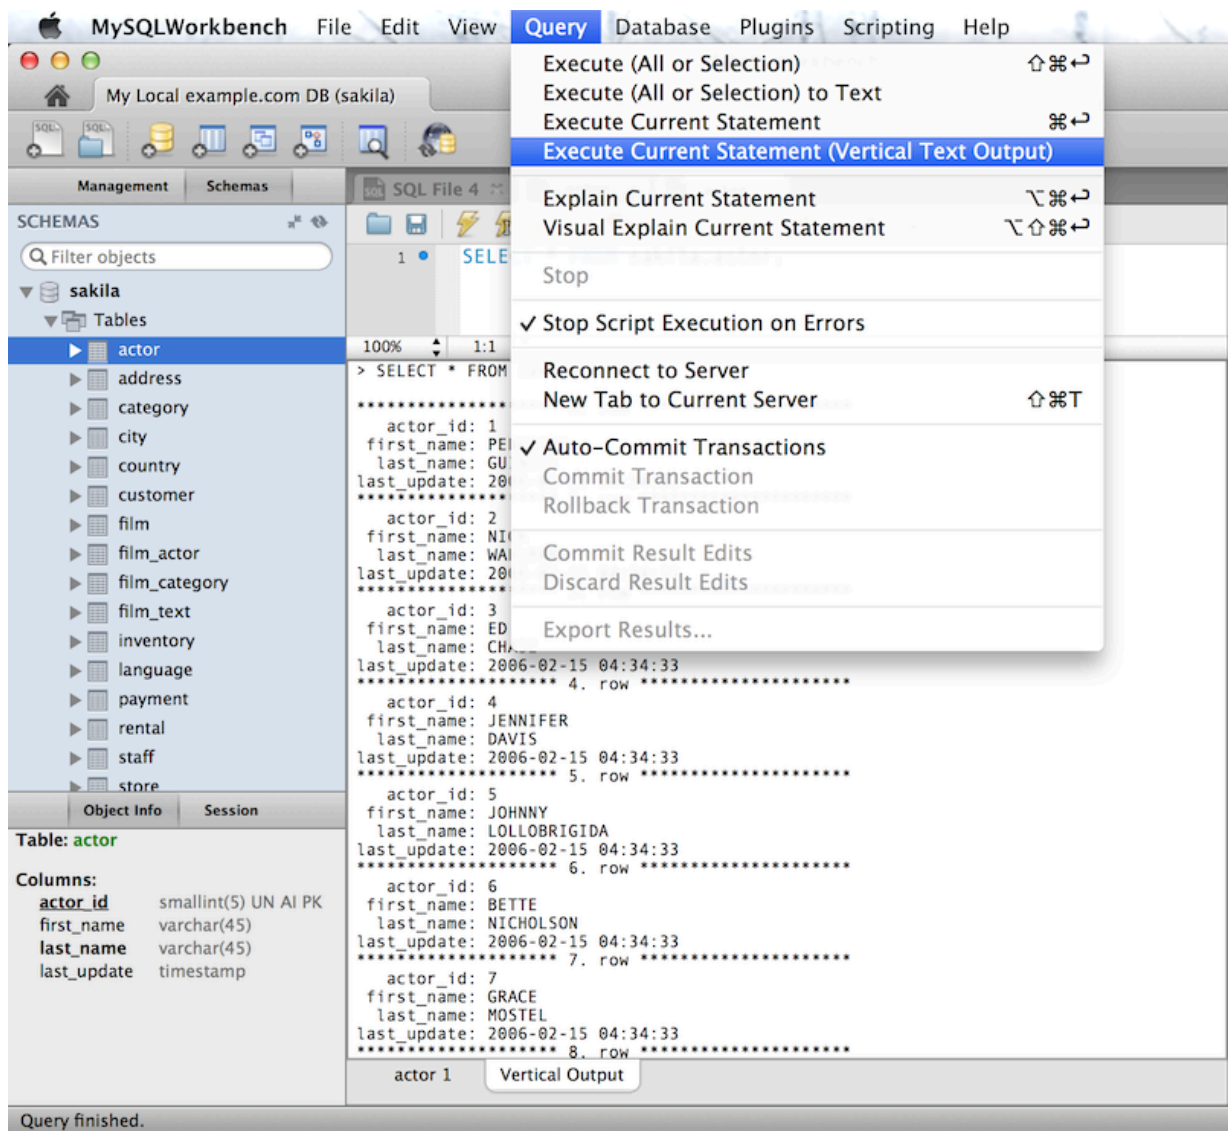 MySQLWorkbench File Edit View Query Database Plugins Scripting Help
My Local example.com DB (sakila)
Execute (All or Selection) ⇧⌘↩
Execute (All or Selection) to Text
Execute Current Statement ⌘↩
Execute Current Statement (Vertical Text Output)
Explain Current Statement ⌥⌘↩
Visual Explain Current Statement ⌥⇧⌘↩
Stop
✓ Stop Script Execution on Errors
Reconnect to Server
New Tab to Current Server ⇧⌘T
✓ Auto-Commit Transactions
Commit Transaction
Rollback Transaction
Commit Result Edits
Discard Result Edits
Export Results...
SQL SQL
Management Schemas
SCHEMAS
Filter objects
sakila
Tables
actor
address
category
city
country
customer
film
film_actor
film_category
film_text
inventory
language
payment
rental
staff
store
Object Info Session
Table: actor
Columns:
actor_id smallint(5) UN AI PK
first_name varchar(45)
last_name varchar(45)
last_update timestamp
SQL File 4
1 SELE
100% 1:1
> SELECT * FROM
********************
actor_id: 1
first_name: PE
last_name: GU
last_update: 200
********************
actor_id: 2
first_name: NI
last_name: WA
last_update: 200
********************
actor_id: 3
first_name: ED
last_name: CHASE
last_update: 2006-02-15 04:34:33
******************** 4. row *********************
actor_id: 4
first_name: JENNIFER
last_name: DAVIS
last_update: 2006-02-15 04:34:33
******************** 5. row *********************
actor_id: 5
first_name: JOHNNY
last_name: LOLLOBRIGIDA
last_update: 2006-02-15 04:34:33
******************** 6. row *********************
actor_id: 6
first_name: BETTE
last_name: NICHOLSON
last_update: 2006-02-15 04:34:33
******************** 7. row *********************
actor_id: 7
first_name: GRACE
last_name: MOSTEL
last_update: 2006-02-15 04:34:33
******************** 8. row *********************
actor 1 Vertical Output
Query finished.